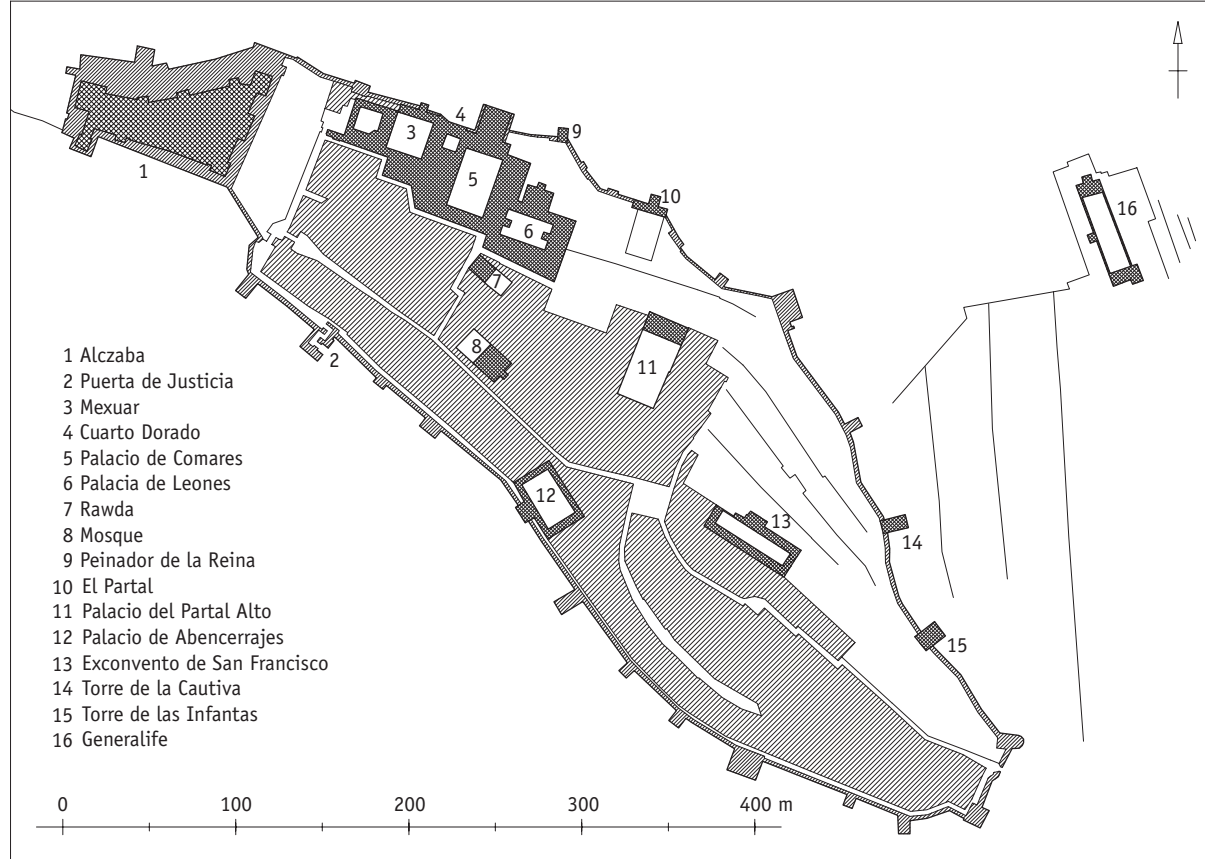 1
2
3
4
5
6
7
8
9
10
11
12
13
14
15
16
1 Alczaba
2 Puerta de Justicia
3 Mexuar
4 Cuarto Dorado
5 Palacio de Comares
6 Palacia de Leones
7 Rawda
8 Mosque
9 Peinador de la Reina
10 El Partal
11 Palacio del Partal Alto
12 Palacio de Abencerrajes
13 Exconvento de San Francisco
14 Torre de la Cautiva
15 Torre de las Infantas
16 Generalife
0 100 200 300 400 m